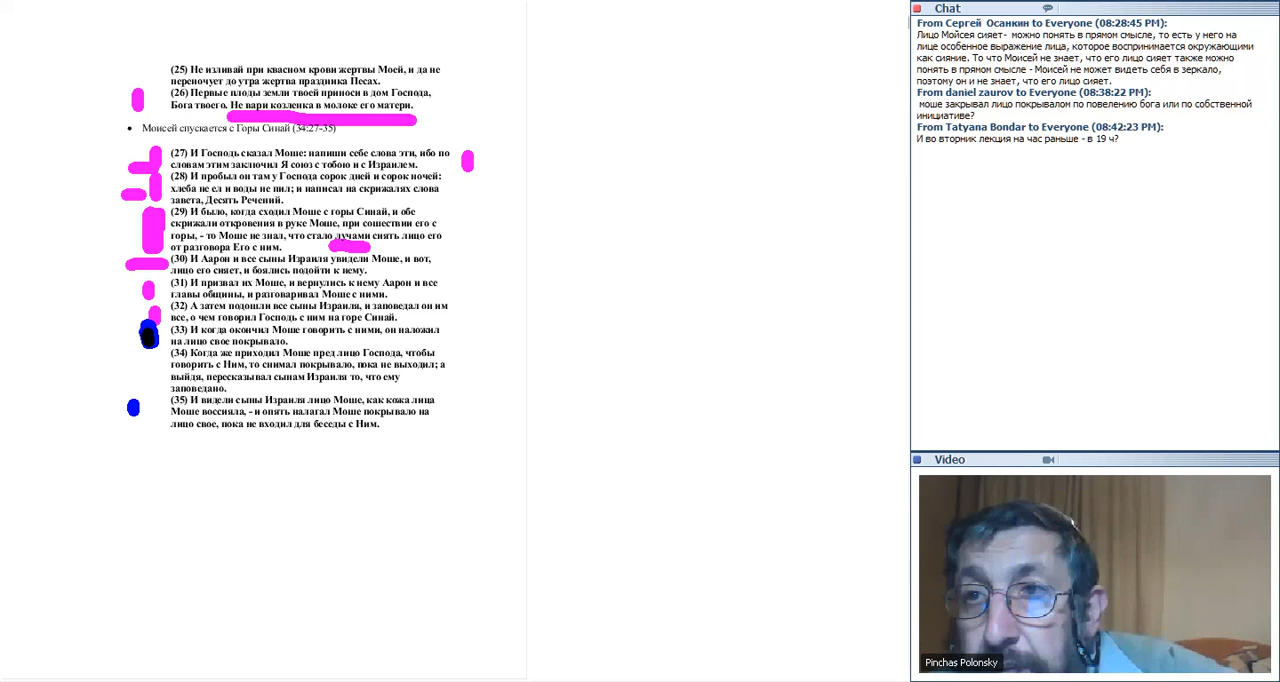 (25) Не изливай при квасном крови жертвы Моей, и да не
переночует до утра жертва праздника Песах.
(26) Первые плоды земли твоей приноси в дом Господа,
Бога твоего. Не вари козленка в молоке его матери.
• Моисей спускается с Горы Синай (34:27-35)
(27) И Господь сказал Моше: напиши себе слова эти, ибо по
словам этим заключил Я союз с тобою и с Израилем.
(28) И пробыл он там у Господа сорок дней и сорок ночей:
хлеба не ел и воды не пил; и написал на скрижалях слова
завета, Десять Речений.
(29) И было, когда сходил Моше с горы Синай, и обе
скрижали откровения в руке Моше, при сошествии его с
горы, - то Моше не знал, что стало лучами сиять лицо его
от разговора Его с ним.
(30) И Аарон и все сыны Израиля увидели Моше, и вот,
лицо его сияет, и боялись подойти к нему.
(31) И призвал их Моше, и вернулись к нему Аарон и все
главы общины, и разговаривал Моше с ними.
(32) А затем подошли все сыны Израиля, и заповедал он им
все, о чем говорил Господь с ним на горе Синай.
(33) И когда окончил Моше говорить с ними, он наложил
на лицо свое покрывало.
(34) Когда же приходил Моше пред лицо Господа, чтобы
говорить с Ним, то снимал покрывало, пока не выходил; а
выйдя, пересказывал сынам Израиля то, что ему
заповедано.
(35) И видели сыны Израиля лицо Моше, как кожа лица
Моше воссияла, - и опять налагал Моше покрывало на
лицо свое, пока не входил для беседы с Ним.
Chat
From Сергей Осанкин to Everyone (08:28:45 PM):
Лицо Мойсея сияет- можно понять в прямом смысле, то есть у него на
лице особенное выражение лица, которое воспринимается окружающими
как сияние. То что Моисей не знает, что его лицо сияет также можно
понять в прямом смысле - Моисей не может видеть себя в зеркало,
поэтому он и не знает, что его лицо сияет.
From daniel zaurov to Everyone (08:38:22 PM):
моше закрывал лицо покрывалом по повелению бога или по собственной
инициативе?
From Tatyana Bondar to Everyone (08:42:23 PM):
И во вторник лекция на час раньше - в 19 ч?
Video
Pinchas Polonsky